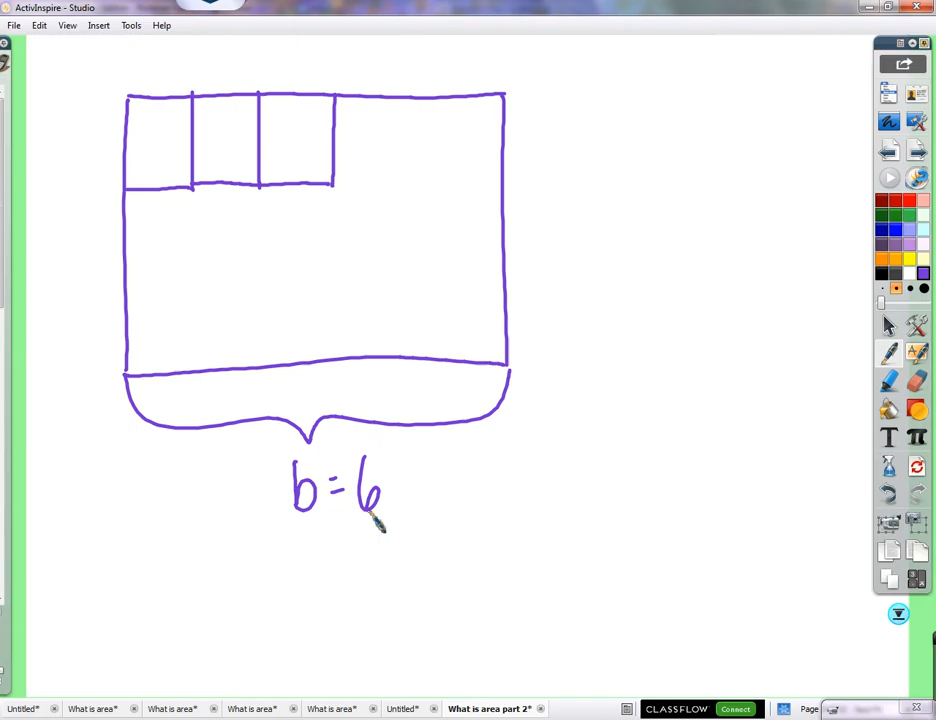 ActivInspire - Studio
File Edit View Insert Tools Help
b = 6
T π
Untitled* What is area* What is area* What is area* What is area* Untitled* What is area part 2*
CLASSFLOW Connect
Page